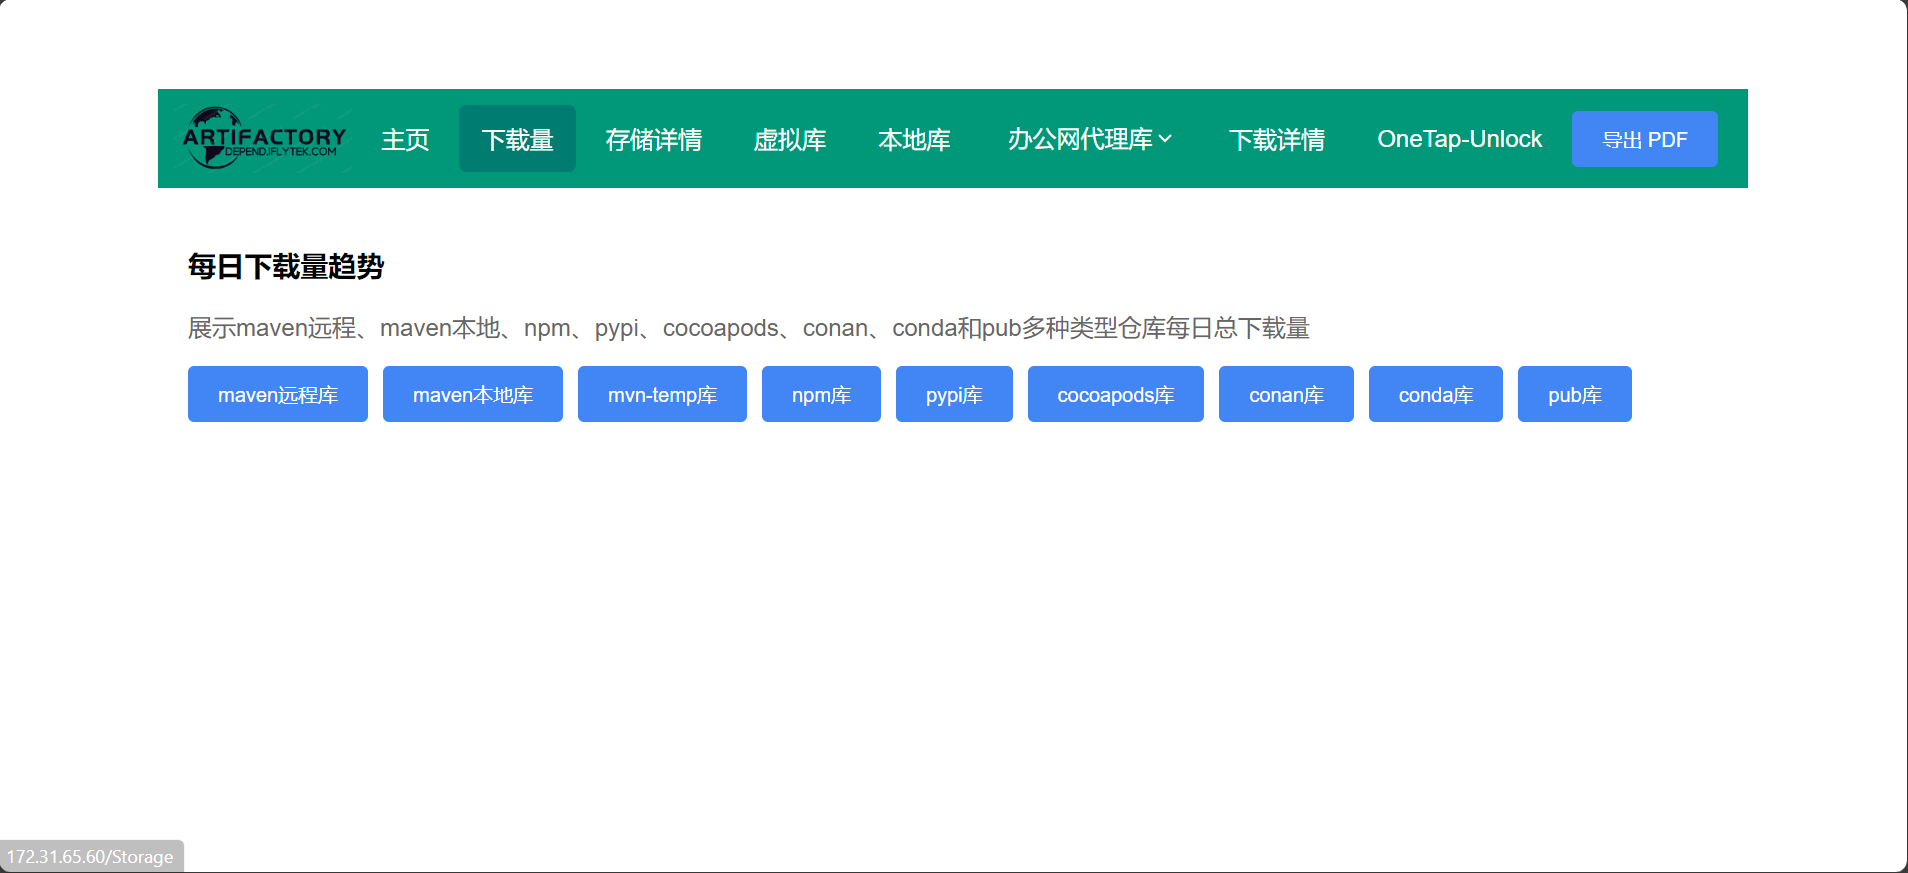 ARTIFACTORY
DEPEND.IFLYTEK.COM
主页 下载量 存储详情 虚拟库 本地库 办公网代理库 下载详情 OneTap-Unlock 导出 PDF
每日下载量趋势
展示maven远程、maven本地、npm、pypi、cocoapods、conan、conda和pub多种类型仓库每日总下载量
maven远程库 maven本地库 mvn-temp库 npm库 pypi库 cocoapods库 conan库 conda库 pub库
172.31.65.60/Storage